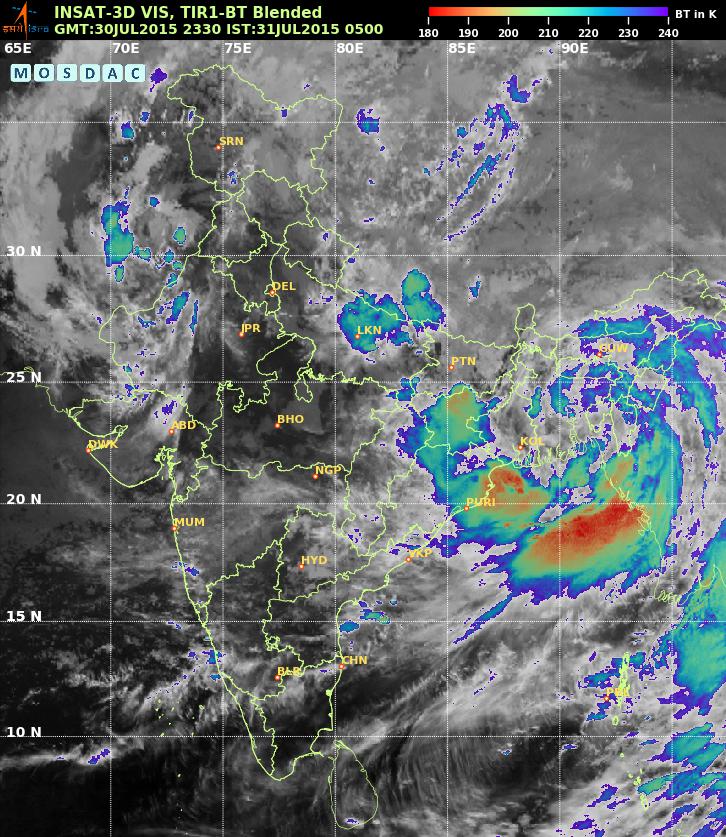 INSAT-3D VIS, TIR1-BT Blended
GMT:30JUL2015 2330 IST:31JUL2015 0500
BT in K
180 190 200 210 220 230 240
65E 70E 75E 80E 85E 90E
M O S D A C
SRN
30 N
DEL
JPR
LKN
GUW
PTN
25 N
ABD
BHO
DWK
KOL
NGP
20 N
PURI
MUM
VKP
HYD
15 N
CHN
BLR
10 N